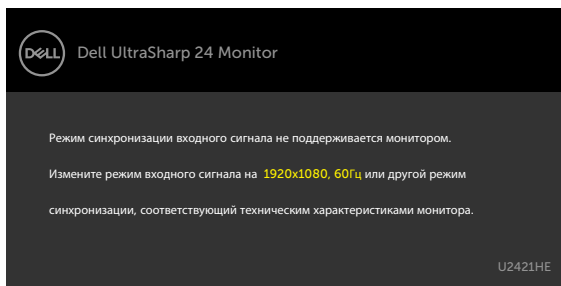 DELL
Dell UltraSharp 24 Monitor
Режим синхронизации входного сигнала не поддерживается монитором.
Измените режим входного сигнала на 1920x1080, 60Гц или другой режим
синхронизации, соответствующий техническим характеристиками монитора.
U2421HE